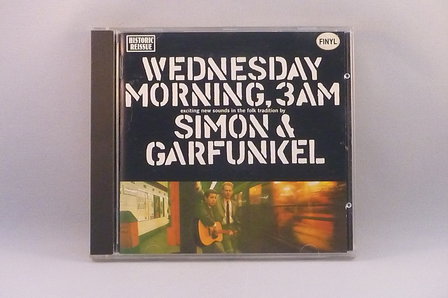 HISTORIC
REISSUE
FINYL
WEDNESDAY
MORNING, 3AM
exciting new sounds in the folk tradition by
SIMON &
GARFUNKEL